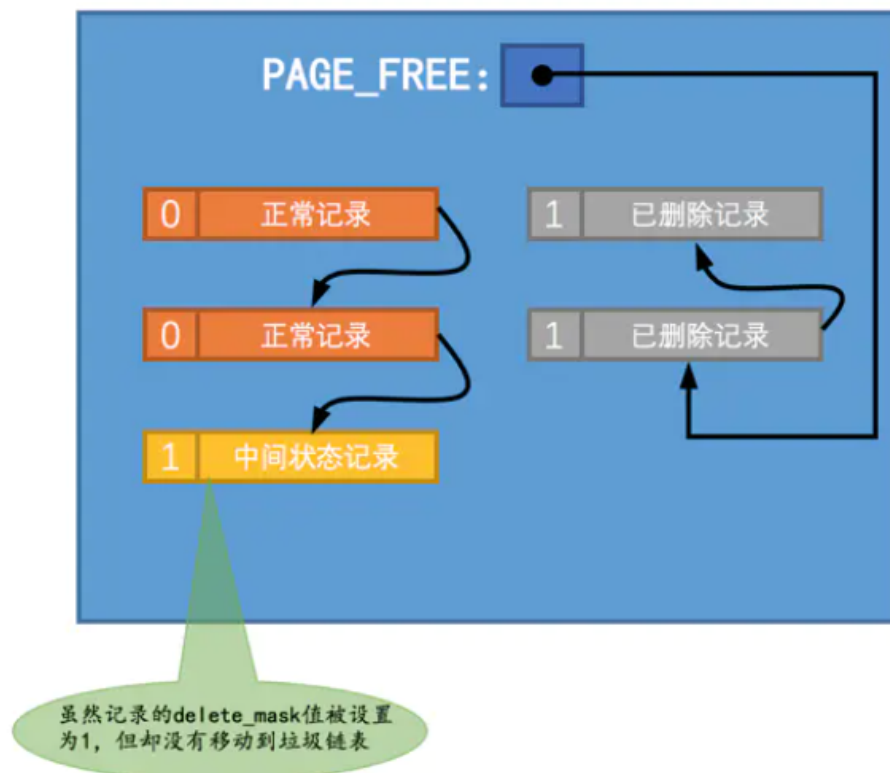 PAGE_FREE:
0 正常记录
1 已删除记录
0 正常记录
1 已删除记录
1 中间状态记录
虽然记录的delete_mask值被设置
为1，但却没有移动到垃圾链表